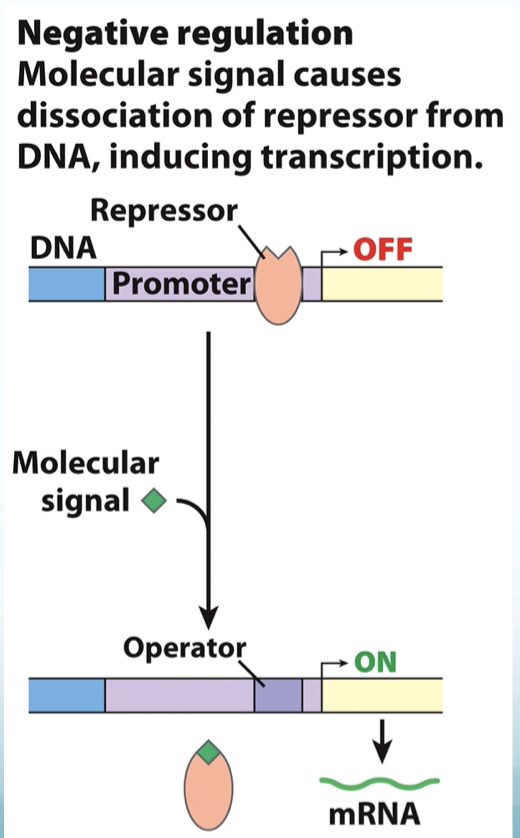 Negative regulation
Molecular signal causes
dissociation of repressor from
DNA, inducing transcription.
Repressor
DNA
OFF
Promoter
Molecular
signal
Operator
ON
mRNA